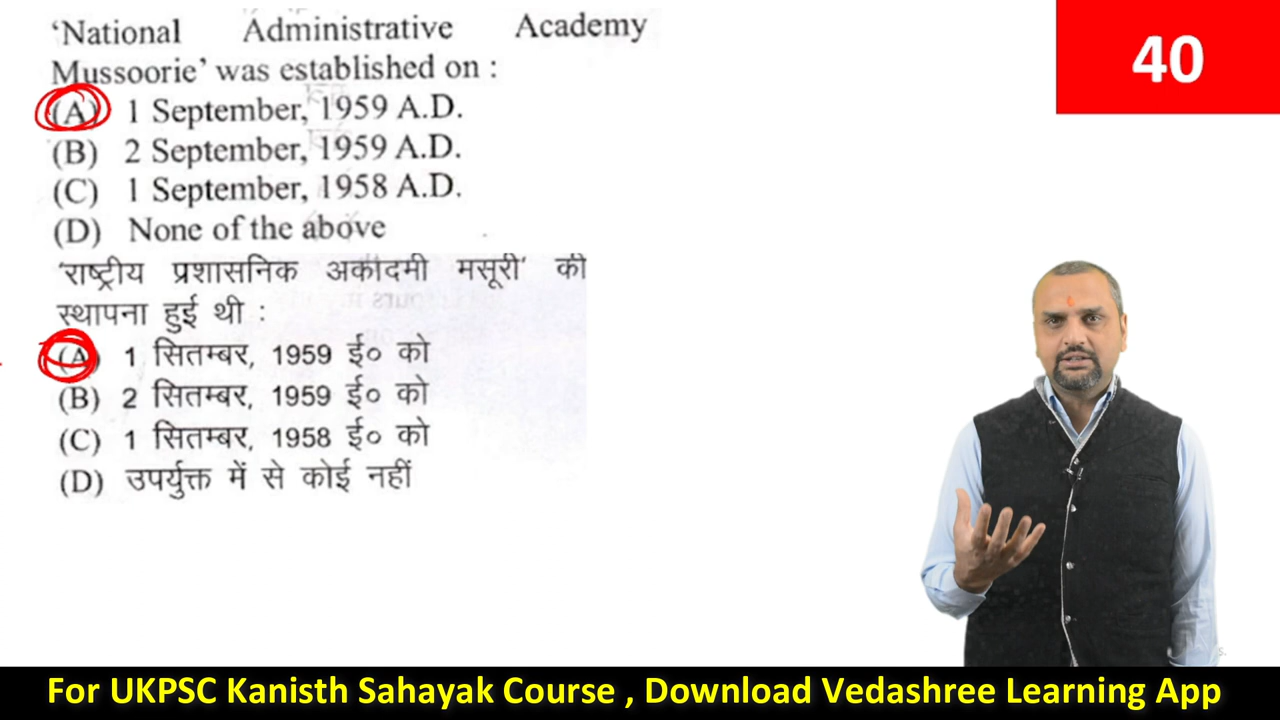 'National Administrative Academy
Mussoorie' was established on :
(A) 1 September, 1959 A.D.
(B) 2 September, 1959 A.D.
(C) 1 September, 1958 A.D.
(D) None of the above
'राष्ट्रीय प्रशासनिक अकादमी मसूरी' की
स्थापना हुई थी :
(A) 1 सितम्बर, 1959 ई० को
(B) 2 सितम्बर, 1959 ई० को
(C) 1 सितम्बर, 1958 ई० को
(D) उपर्युक्त में से कोई नहीं
40
For UKPSC Kanisth Sahayak Course , Download Vedashree Learning App